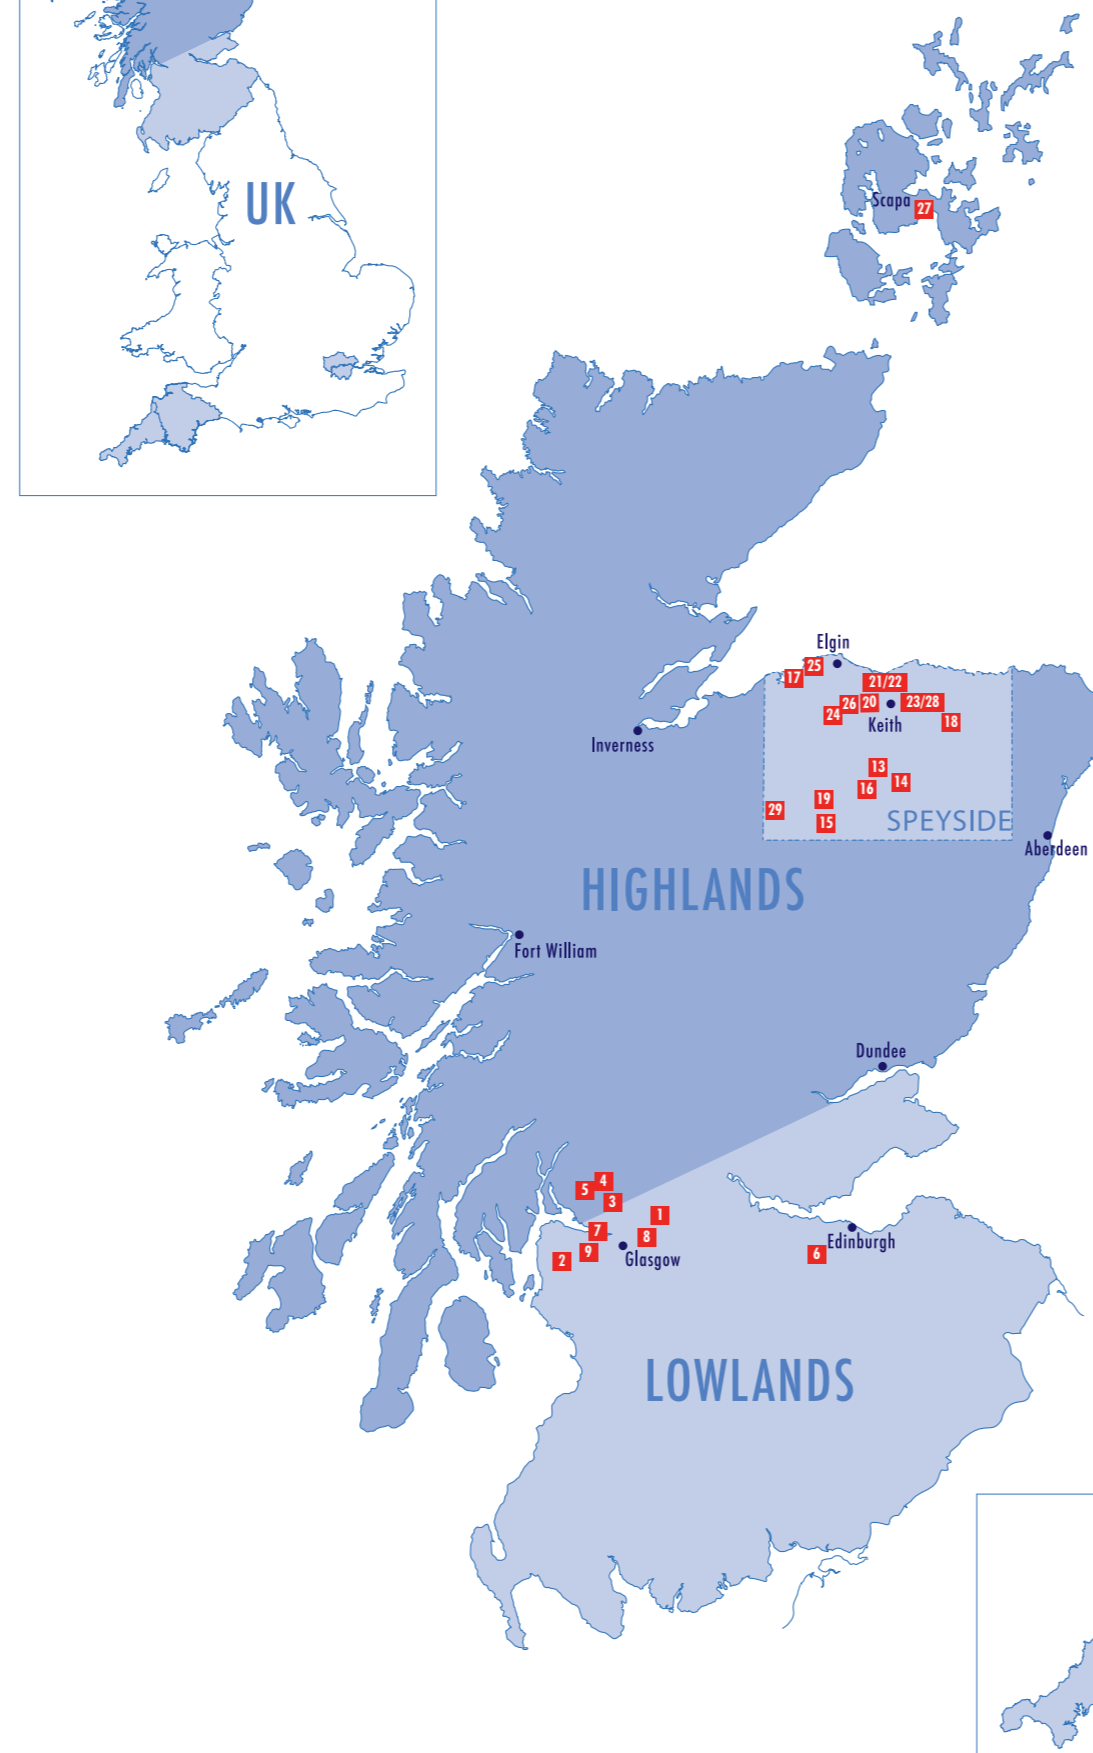 UK
Scapa
27
Elgin
25
17
21/22
26
20
23/28
24
Keith
18
Inverness
13
14
16
19
29
15
SPEYSIDE
Aberdeen
HIGHLANDS
Fort William
Dundee
4
5
3
1
7
8
9
2
Glasgow
Edinburgh
6
LOWLANDS